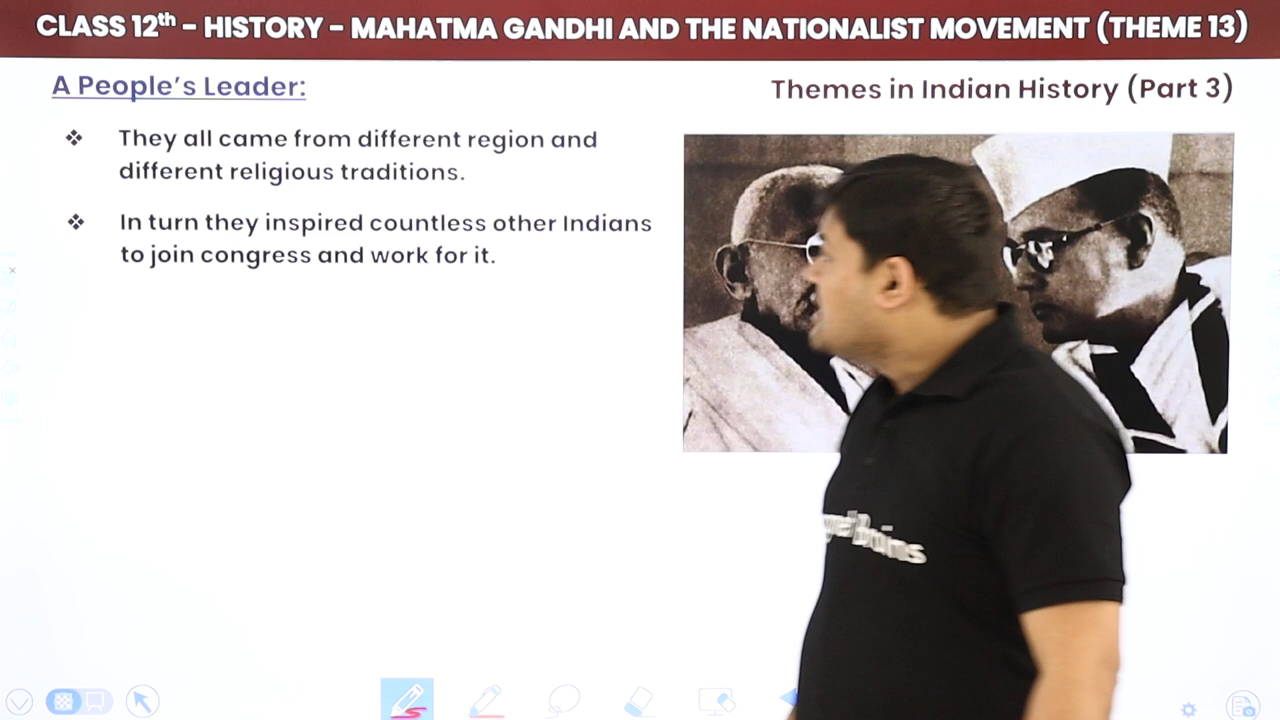 CLASS 12th – HISTORY – MAHATMA GANDHI AND THE NATIONALIST MOVEMENT (THEME 13)
A People's Leader:
Themes in Indian History (Part 3)
❖ They all came from different region and
different religious traditions.
❖ In turn they inspired countless other Indians
to join congress and work for it.